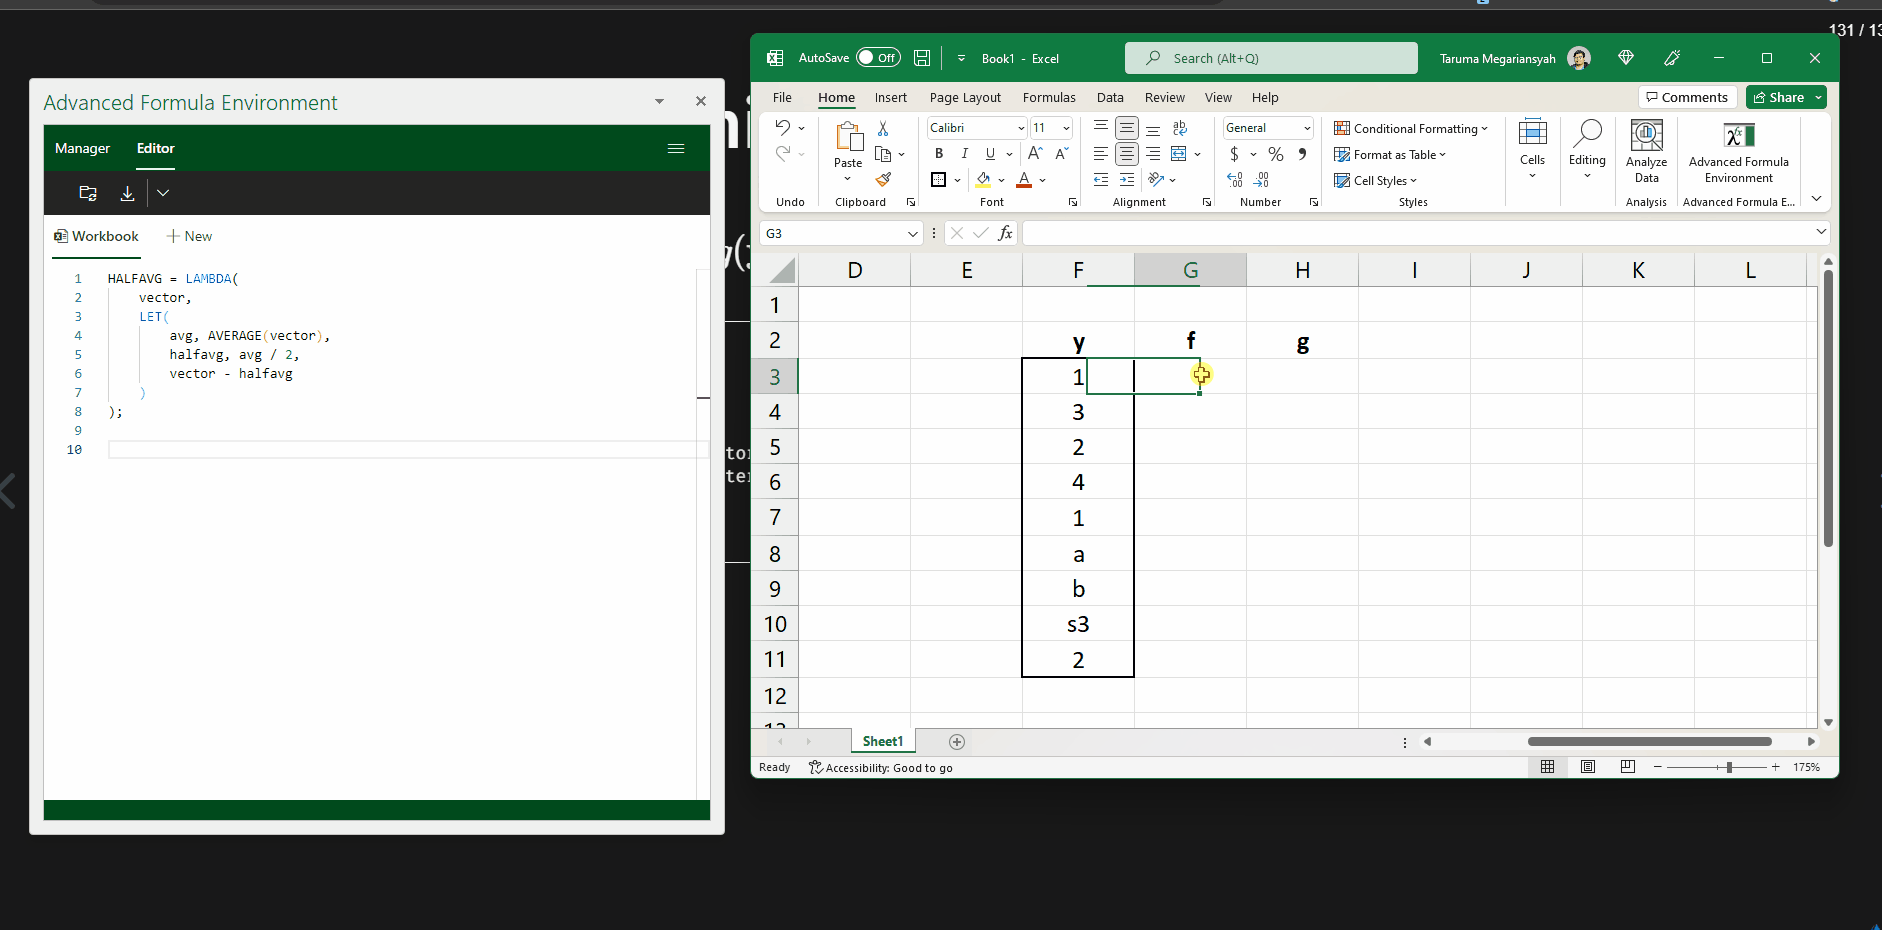 131 / 13
Advanced Formula Environment
Manager Editor
Workbook New
1 HALFAVG = LAMBDA(
2 vector,
3 LET(
4 avg, AVERAGE(vector),
5 halfavg, avg / 2,
6 vector - halfavg
7 )
8 );
9
10
AutoSave Off Book1 - Excel Search (Alt+Q) Taruma Megariansyah
File Home Insert Page Layout Formulas Data Review View Help Comments Share
Calibri 11 General Conditional Formatting
Paste B I U A A $ % Format as Table Cells Editing Analyze Data Advanced Formula Environment
A Cell Styles
Undo Clipboard Font Alignment Number Styles Analysis Advanced Formula E...
G3 fx
D E F G H I J K L
1
2 y f g
3 1
4 3
5 2
6 4
7 1
8 a
9 b
10 s3
11 2
12
Sheet1
Ready Accessibility: Good to go 175%